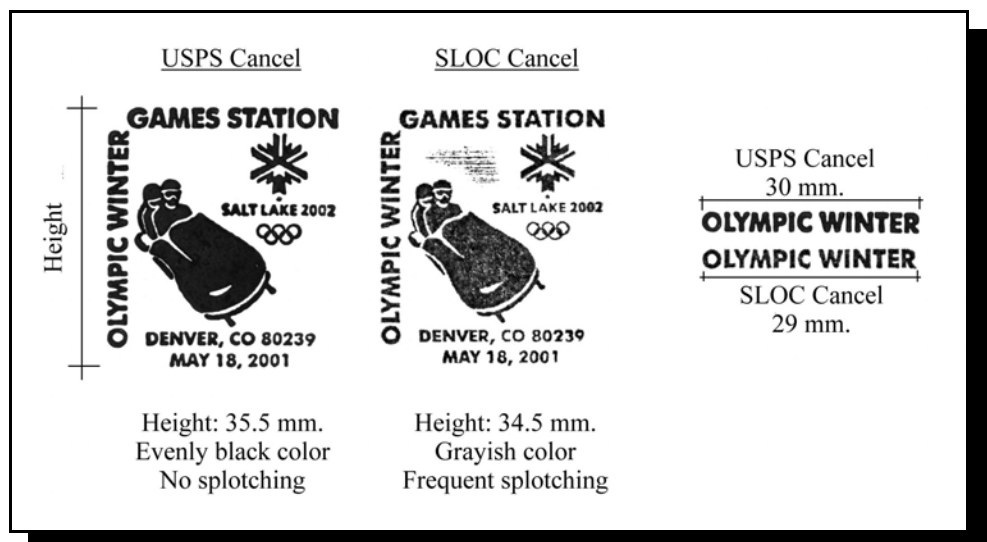 USPS Cancel
SLOC Cancel
GAMES STATION
OLYMPIC WINTER
SALT LAKE 2002
DENVER, CO 80239
MAY 18, 2001
GAMES STATION
OLYMPIC WINTER
SALT LAKE 2002
DENVER, CO 80239
MAY 18, 2001
Height
Height: 35.5 mm.
Evenly black color
No splotching
Height: 34.5 mm.
Grayish color
Frequent splotching
USPS Cancel
30 mm.
OLYMPIC WINTER
OLYMPIC WINTER
SLOC Cancel
29 mm.